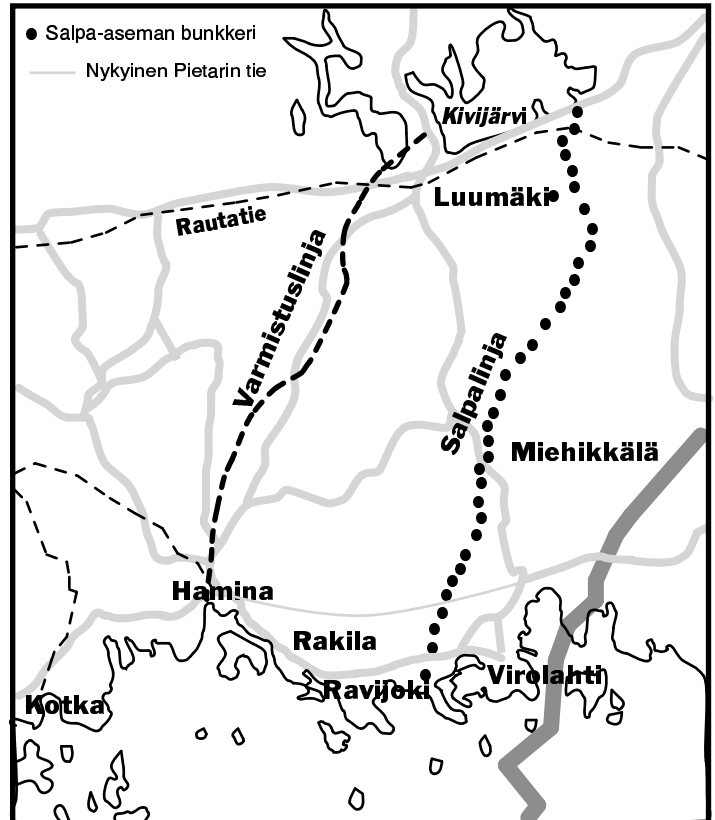 Salpa-aseman bunkkeri
Nykyinen Pietarin tie
Kivijärvi
Luumäki
Rautatie
Varmistuslinja
Salpalinja
Miehikkälä
Hamina
Rakila
Virolahti
Ravijoki
Kotka